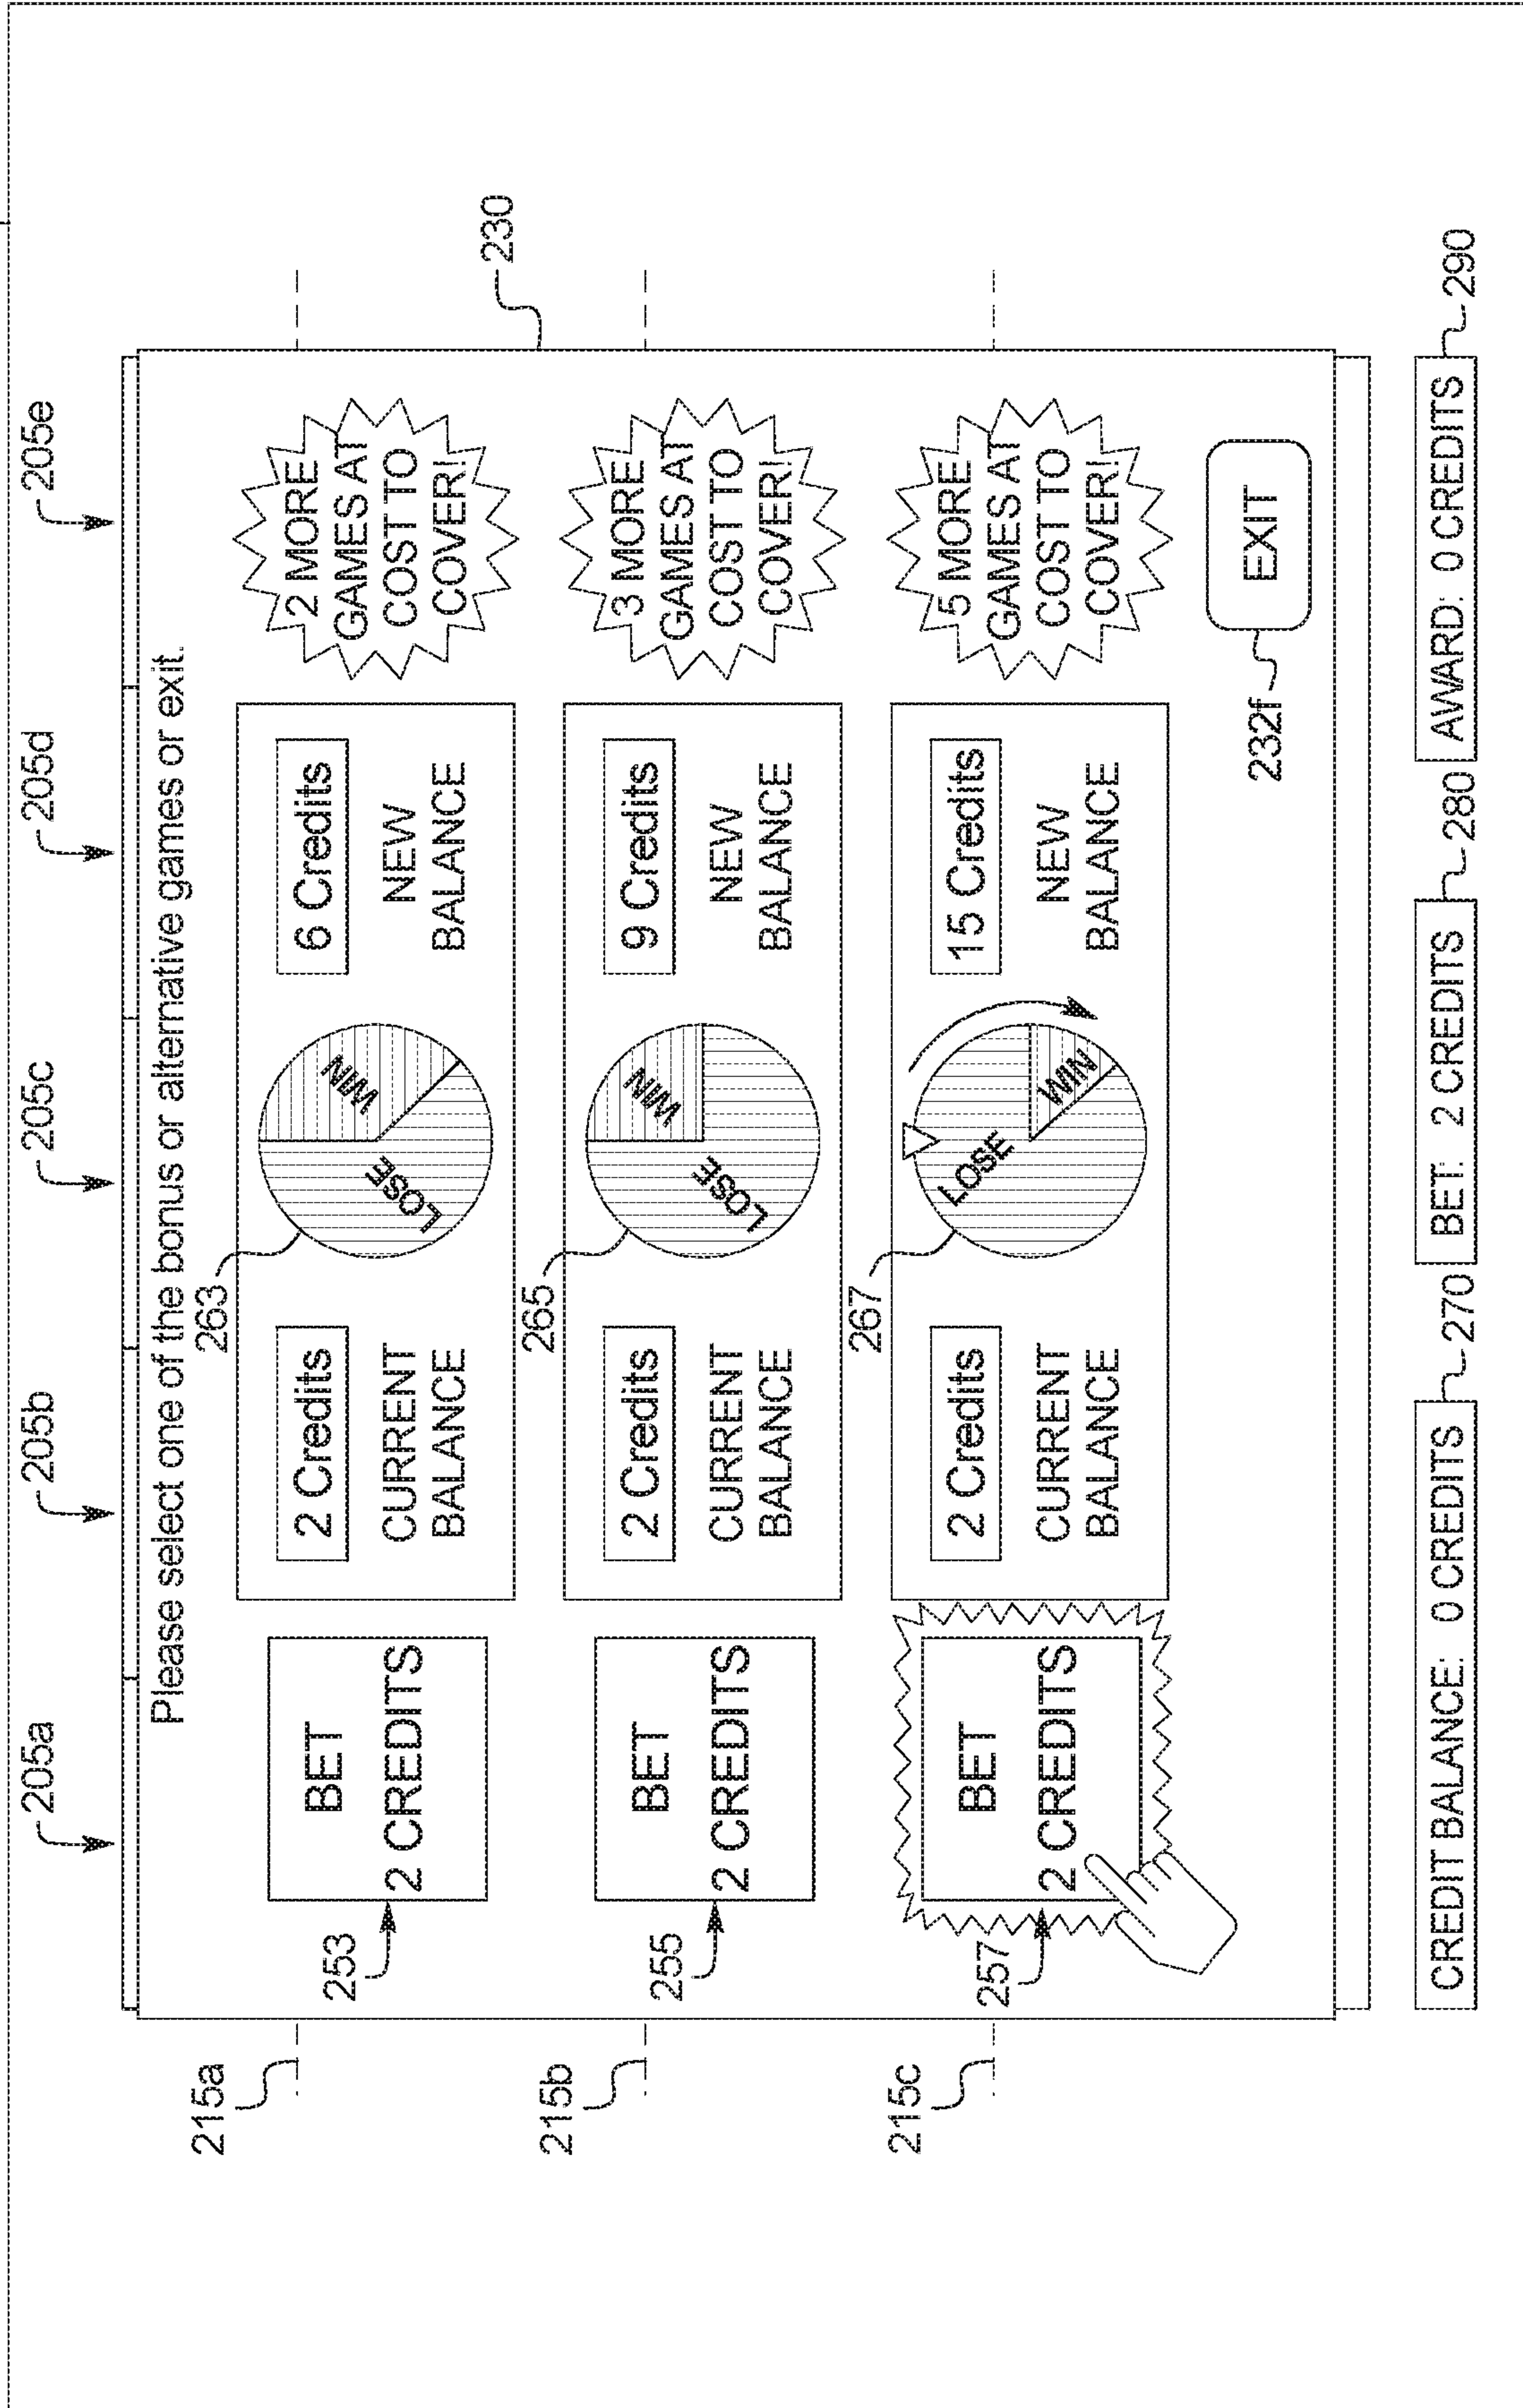 205a
205b
205c
205d
205e
Please select one of the bonus or alternative games or exit.
215a
253
BET
2 CREDITS
2 Credits
CURRENT
BALANCE
263
WIN
LOSE
6 Credits
NEW
BALANCE
2 MORE
GAMES AT
COST TO
COVER!
230
215b
255
BET
2 CREDITS
2 Credits
CURRENT
BALANCE
265
WIN
LOSE
9 Credits
NEW
BALANCE
3 MORE
GAMES AT
COST TO
COVER!
215c
257
BET
2 CREDITS
2 Credits
CURRENT
BALANCE
267
LOSE
WIN
15 Credits
NEW
BALANCE
5 MORE
GAMES AT
COST TO
COVER!
232f
EXIT
CREDIT BALANCE: 0 CREDITS
270
BET: 2 CREDITS
280
AWARD: 0 CREDITS
290